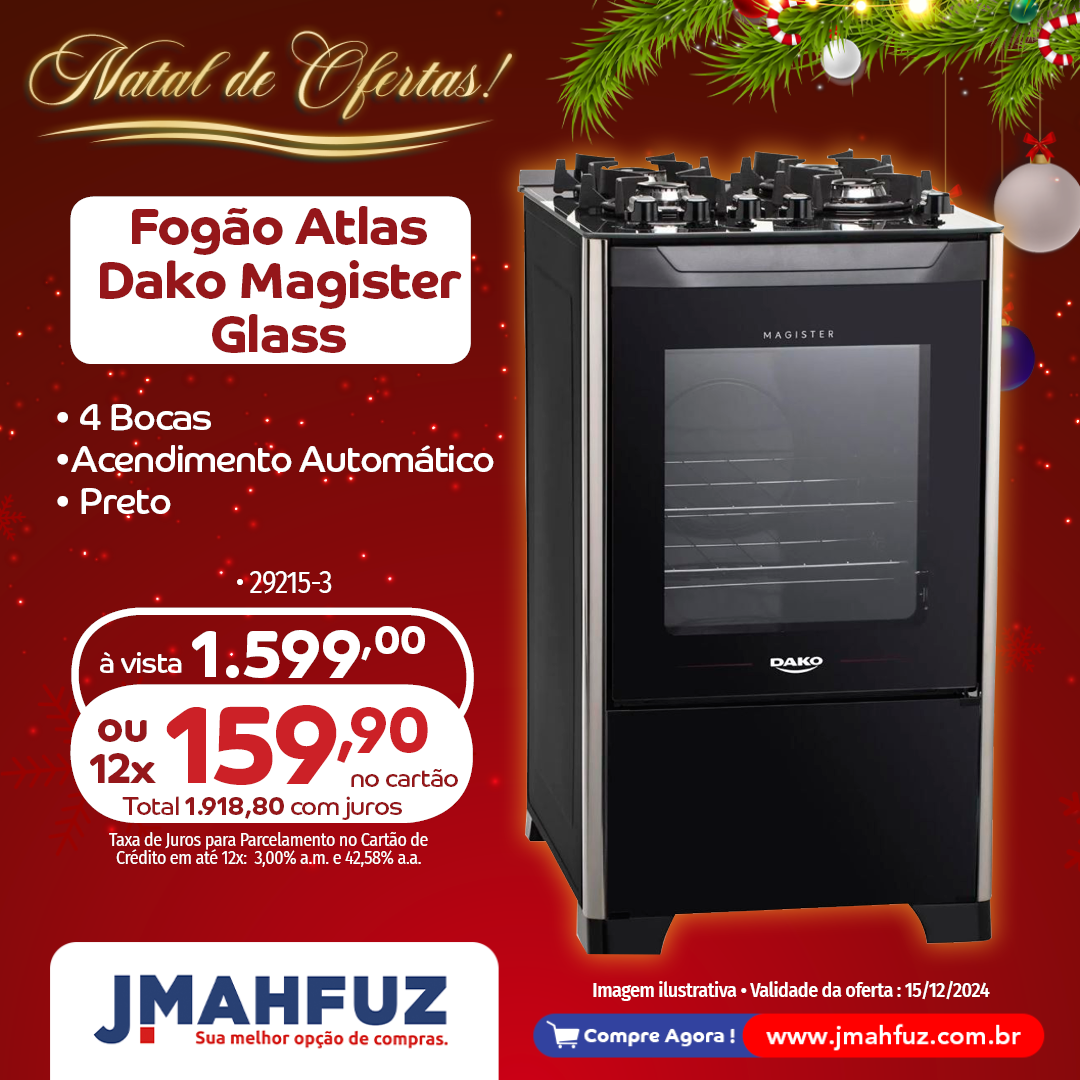 Natal de Ofertas!
Fogão Atlas
Dako Magister
Glass
• 4 Bocas
•Acendimento Automático
• Preto
• 29215-3
à vista 1.599,00
ou
12x 159,90
no cartão
Total 1.918,80 com juros
Taxa de Juros para Parcelamento no Cartão de
Crédito em até 12x: 3,00% a.m. e 42,58% a.a.
MAGISTER
DAKO
JMAHFUZ
Sua melhor opção de compras.
Imagem ilustrativa • Validade da oferta : 15/12/2024
Compre Agora ! www.jmahfuz.com.br